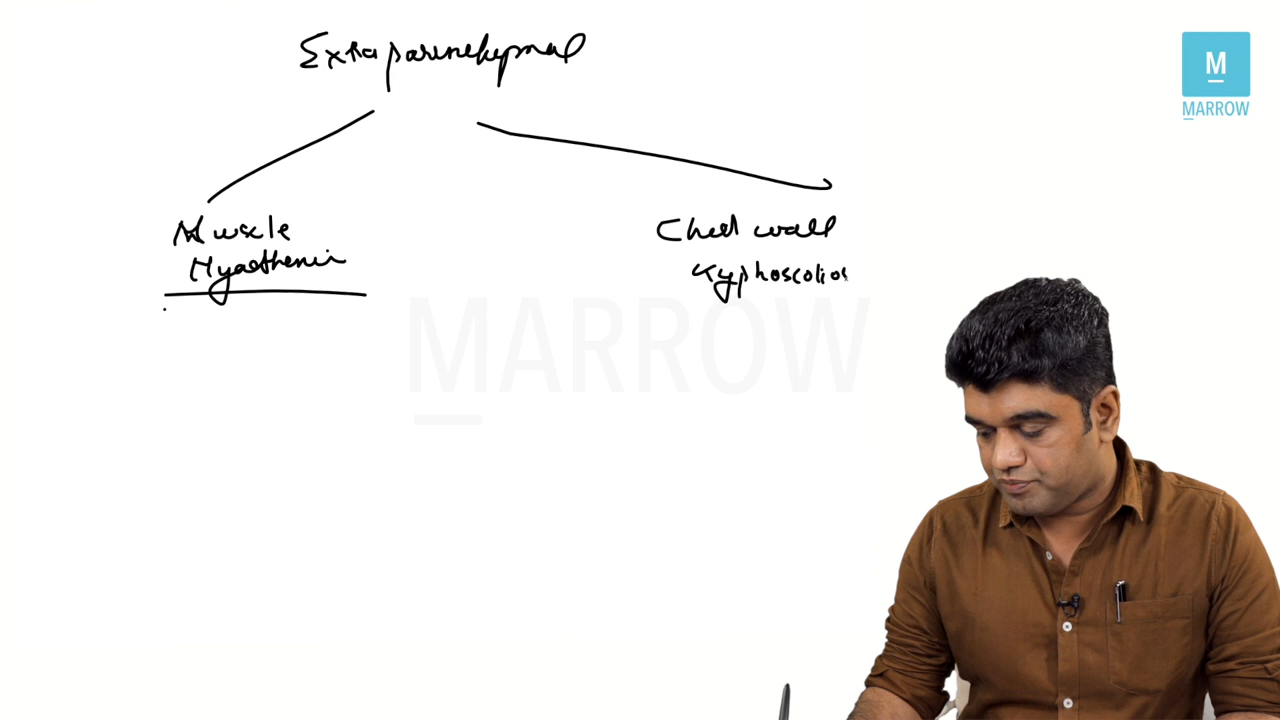 Extraparenchymal
M
MARROW
Muscle
Myasthenia
Chest wall
Kyphoscolios
MARROW